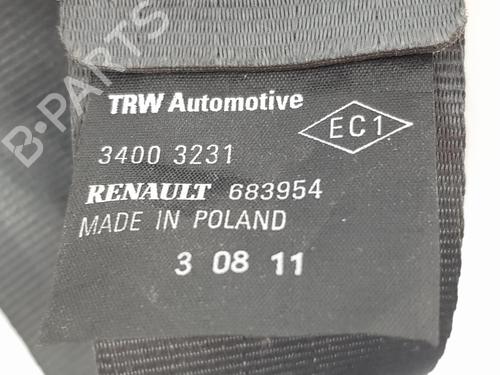 TRW Automotive
EC1
3400 3231
RENAULT 683954
MADE IN POLAND
3 08 11
B-PARTS